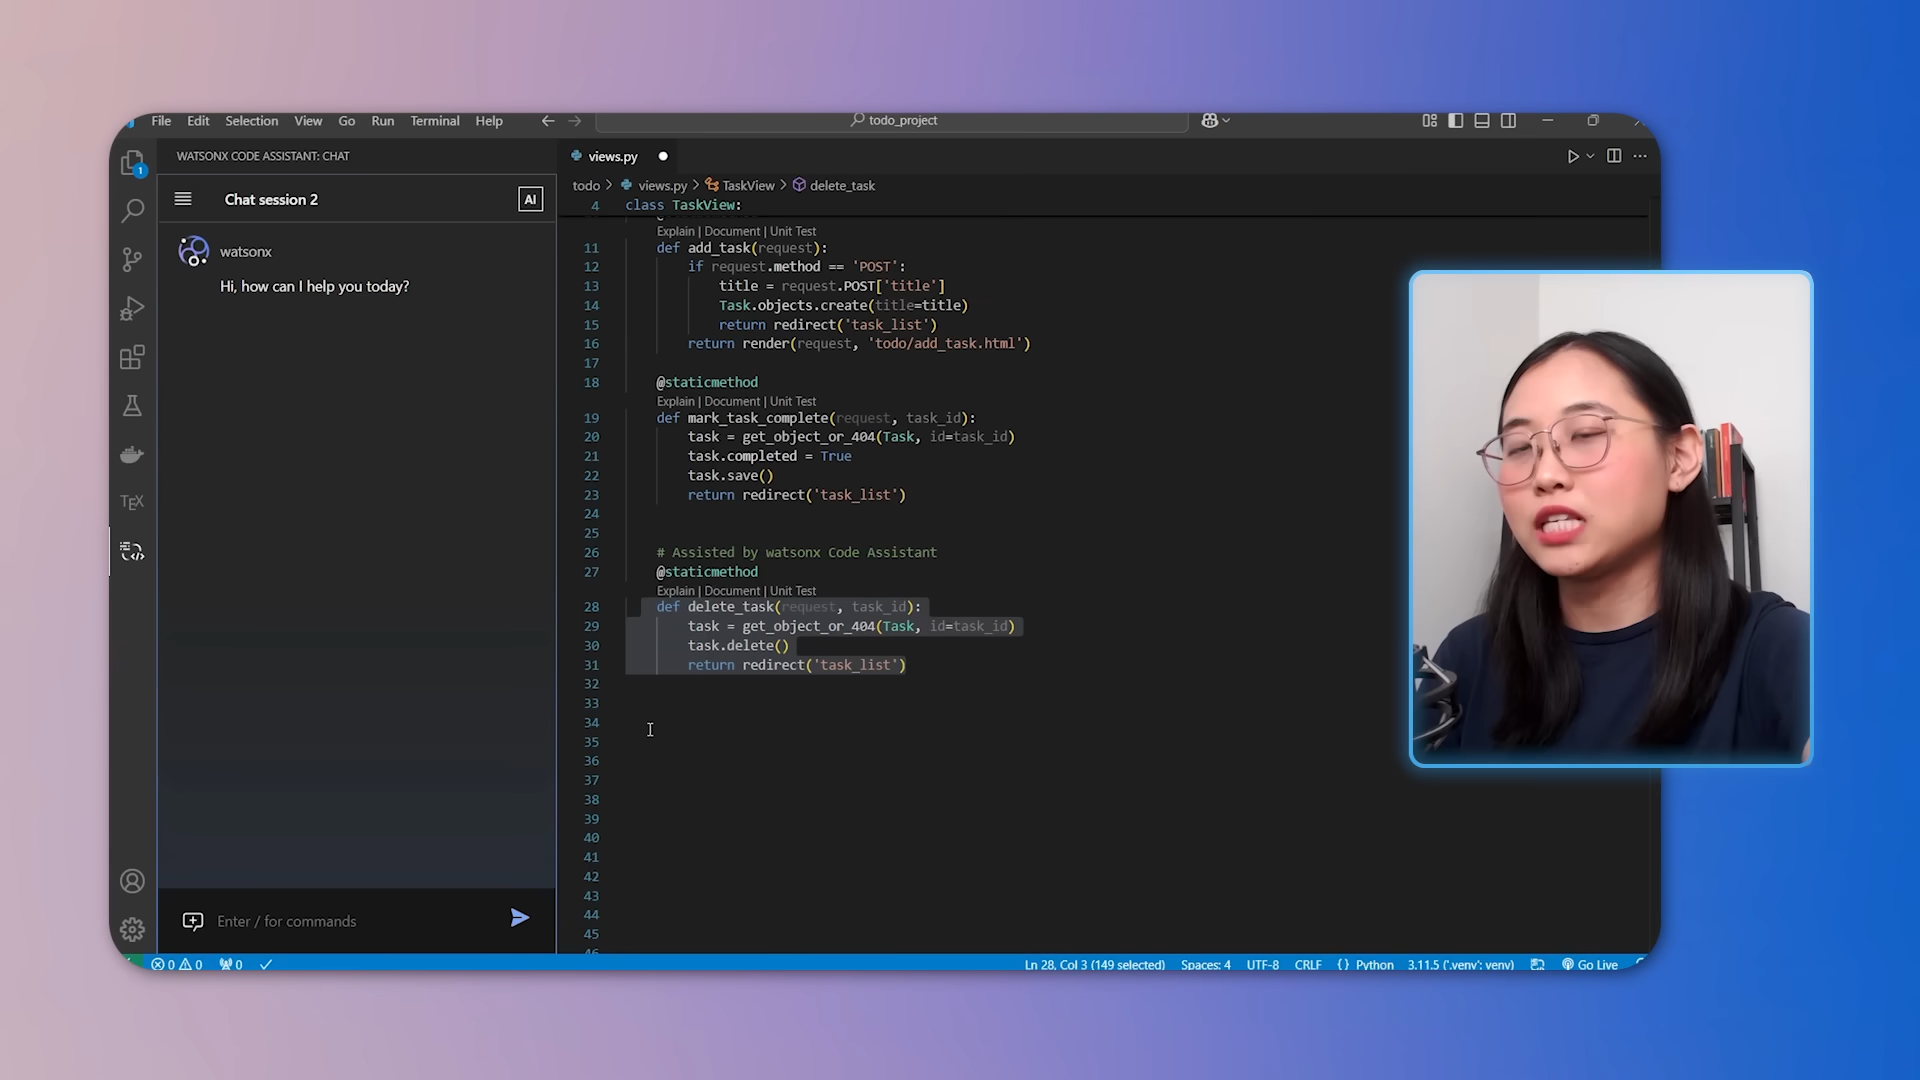 File Edit Selection View Go Run Terminal Help
todo_project
WATSONX CODE ASSISTANT: CHAT
1
Chat session 2
AI
watsonx
Hi, how can I help you today?
TEX
Enter / for commands
views.py
todo > views.py > TaskView > delete_task
4 class TaskView:
Explain | Document | Unit Test
11 def add_task(request):
12 if request.method == 'POST':
13 title = request.POST['title']
14 Task.objects.create(title=title)
15 return redirect('task_list')
16 return render(request, 'todo/add_task.html')
17
18 @staticmethod
Explain | Document | Unit Test
19 def mark_task_complete(request, task_id):
20 task = get_object_or_404(Task, id=task_id)
21 task.completed = True
22 task.save()
23 return redirect('task_list')
24
25
26 # Assisted by watsonx Code Assistant
27 @staticmethod
Explain | Document | Unit Test
28 def delete_task(request, task_id):
29 task = get_object_or_404(Task, id=task_id)
30 task.delete()
31 return redirect('task_list')
32
33
34
35
36
37
38
39
40
41
42
43
44
45
0 0 0 Ln 28, Col 3 (149 selected) Spaces: 4 UTF-8 CRLF {} Python 3.11.5 ('.venv': venv) Go Live